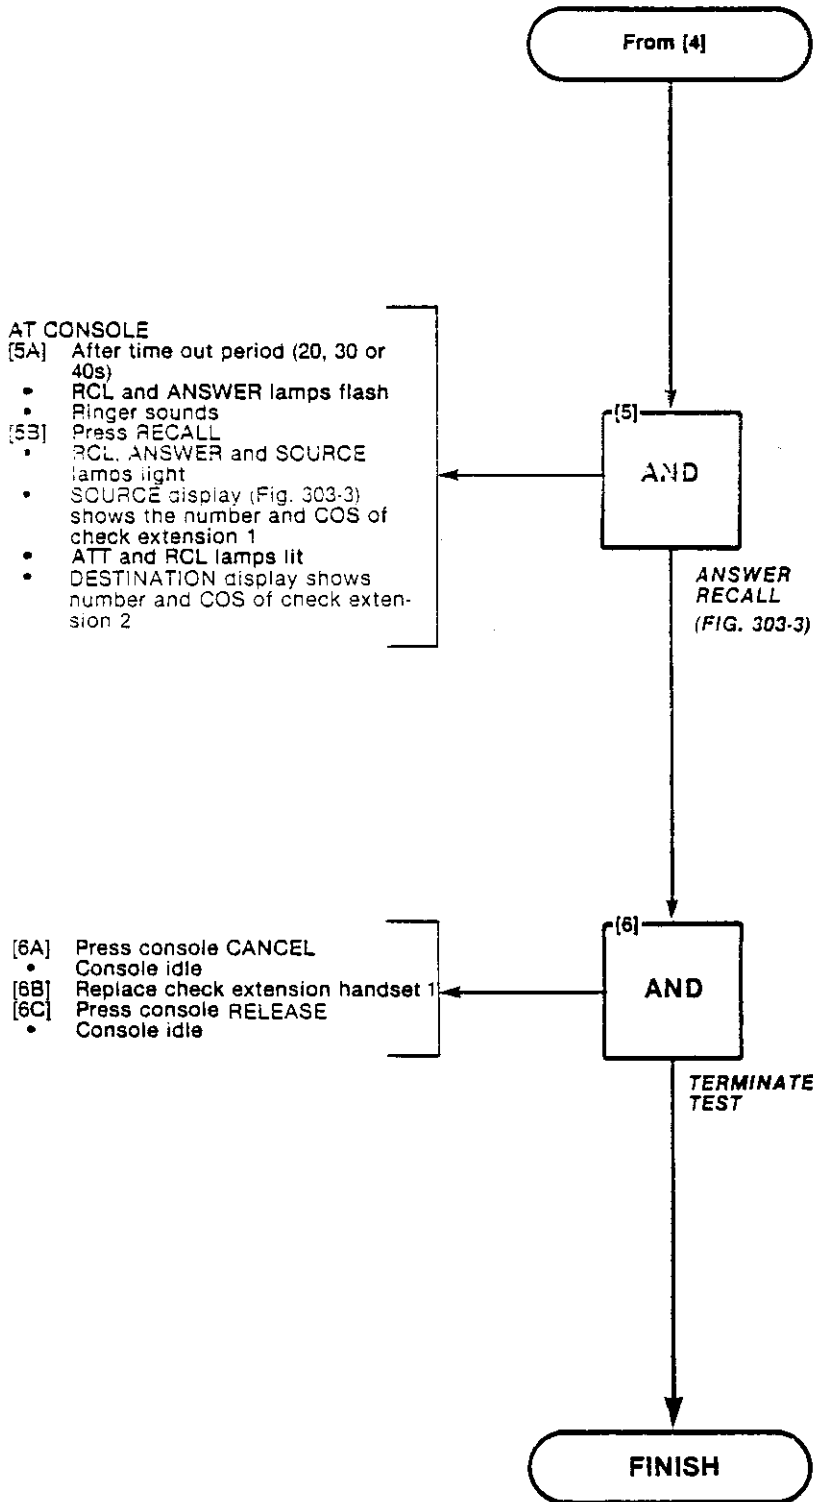 From [4]
AT CONSOLE
[5A] After time out period (20, 30 or
40s)
• RCL and ANSWER lamps flash
• Ringer sounds
[5B] Press RECALL
• RCL, ANSWER and SOURCE
lamps light
• SOURCE display (Fig. 303-3)
shows the number and COS of
check extension 1
• ATT and RCL lamps lit
• DESTINATION display shows
number and COS of check exten-
sion 2
[5]
AND
ANSWER
RECALL
(FIG. 303-3)
[6A] Press console CANCEL
• Console idle
[6B] Replace check extension handset 1
[6C] Press console RELEASE
• Console idle
[6]
AND
TERMINATE
TEST
FINISH